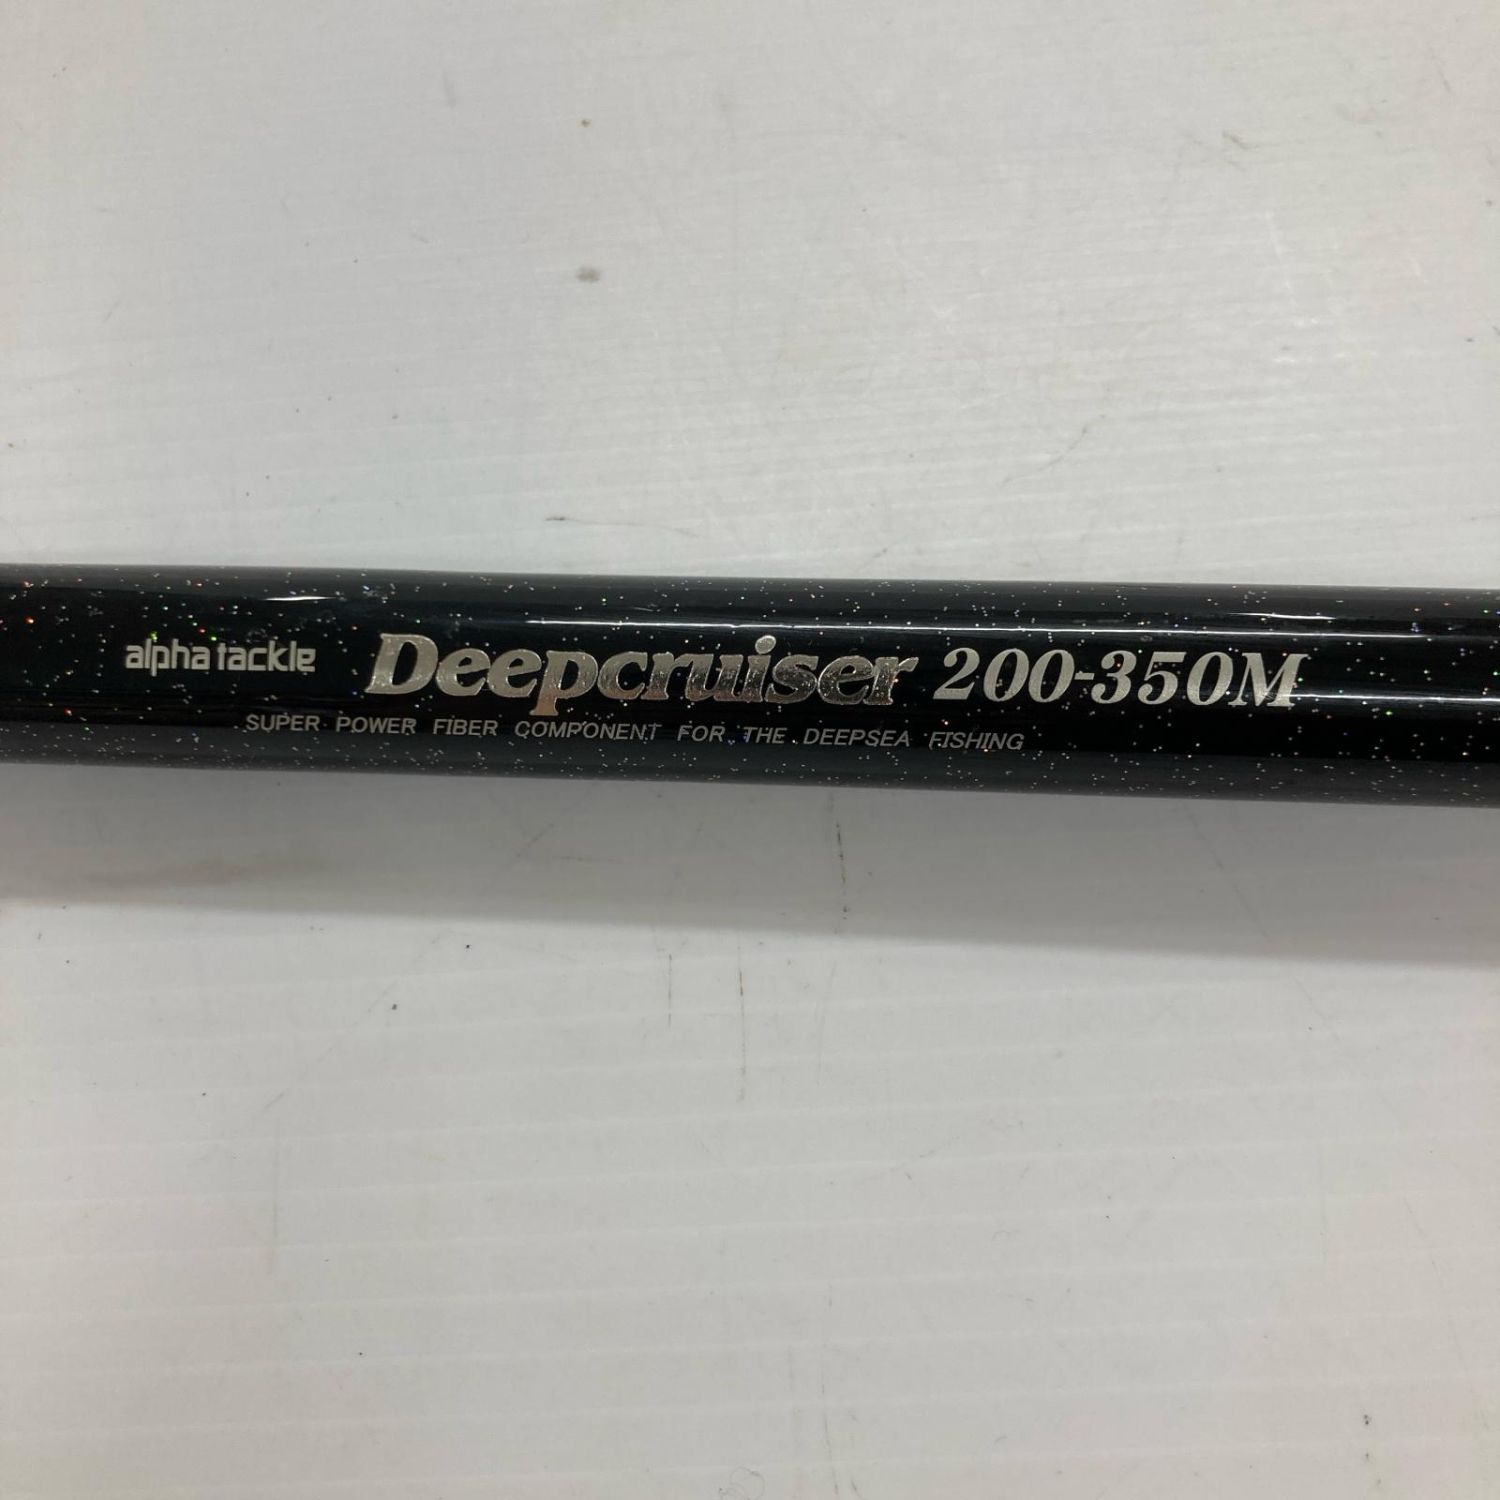 alpha tackle Deepcruiser 200-350M
SUPER POWER FIBER COMPONENT FOR THE DEEPSEA FISHING